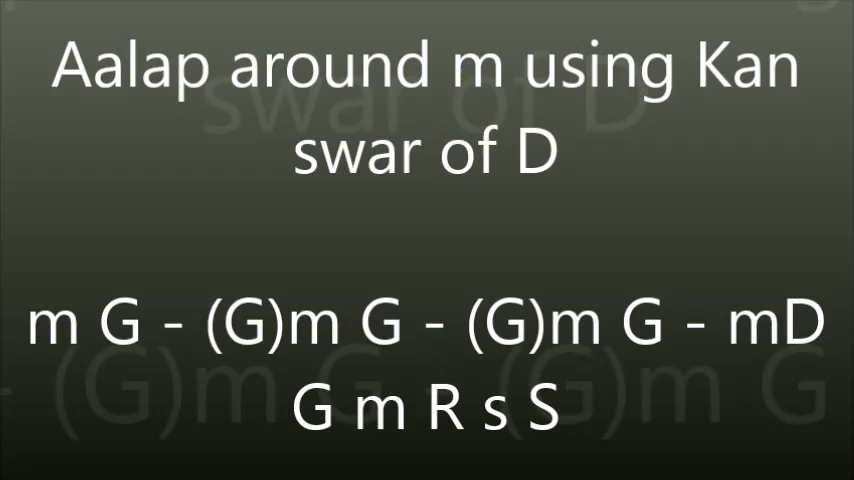 Aalap around m using Kan
swar of D
m G - (G)m G - (G)m G - mD
G m R s S